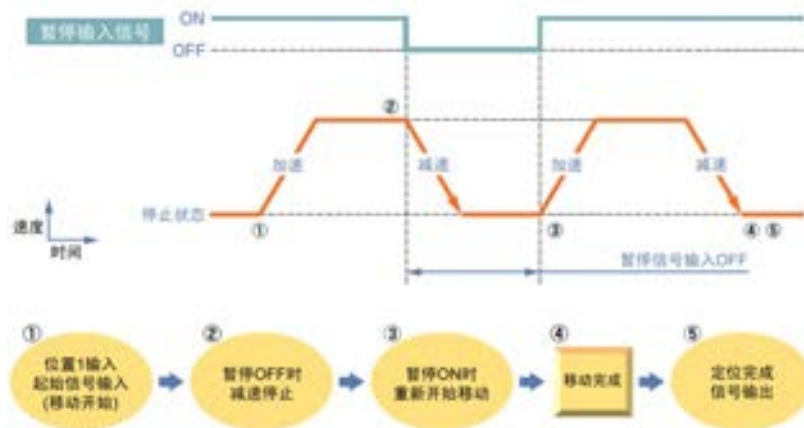 ON
暂停输入信号
OFF
②
加速
减速
加速
减速
停止状态
①
③
④ ⑤
速度
时间
暂停信号输入OFF
①
位置1输入
起始信号输入
(移动开始)
②
暂停OFF时
减速停止
③
暂停ON时
重新开始移动
④
移动完成
⑤
定位完成
信号输出